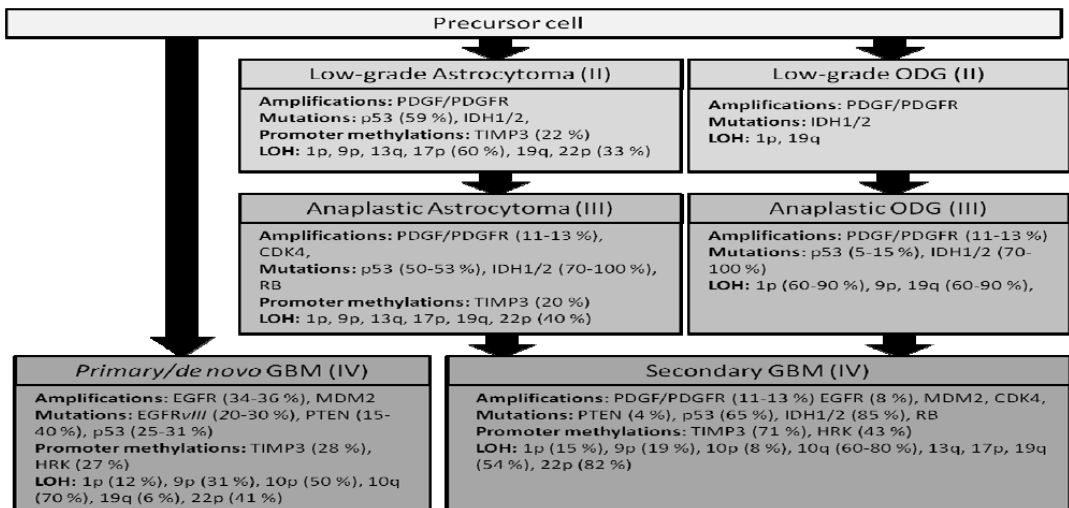 Precursor cell
Low-grade Astrocytoma (II)
Amplifications: PDGF/PDGFR
Mutations: p53 (59 %), IDH1/2,
Promoter methylations: TIMP3 (22 %)
LOH: 1p, 9p, 13q, 17p (60 %), 19q, 22p (33 %)
Low-grade ODG (II)
Amplifications: PDGF/PDGFR
Mutations: IDH1/2
LOH: 1p, 19q
Anaplastic Astrocytoma (III)
Amplifications: PDGF/PDGFR (11-13 %),
CDK4,
Mutations: p53 (50-53 %), IDH1/2 (70-100 %),
RB
Promoter methylations: TIMP3 (20 %)
LOH: 1p, 9p, 13q, 17p, 19q, 22p (40 %)
Anaplastic ODG (III)
Amplifications: PDGF/PDGFR (11-13 %)
Mutations: p53 (5-15 %), IDH1/2 (70-
100 %)
LOH: 1p (60-90 %), 9p, 19q (60-90 %),
Primary/de novo GBM (IV)
Amplifications: EGFR (34-36 %), MDM2
Mutations: EGFRvIII (20-30 %), PTEN (15-
40 %), p53 (25-31 %)
Promoter methylations: TIMP3 (28 %),
HRK (27 %)
LOH: 1p (12 %), 9p (31 %), 10p (50 %), 10q
(70 %), 19q (6 %), 22p (41 %)
Secondary GBM (IV)
Amplifications: PDGF/PDGFR (11-13 %) EGFR (8 %), MDM2, CDK4,
Mutations: PTEN (4 %), p53 (65 %), IDH1/2 (85 %), RB
Promoter methylations: TIMP3 (71 %), HRK (43 %)
LOH: 1p (15 %), 9p (19 %), 10p (8 %), 10q (60-80 %), 13q, 17p, 19q
(54 %), 22p (82 %)